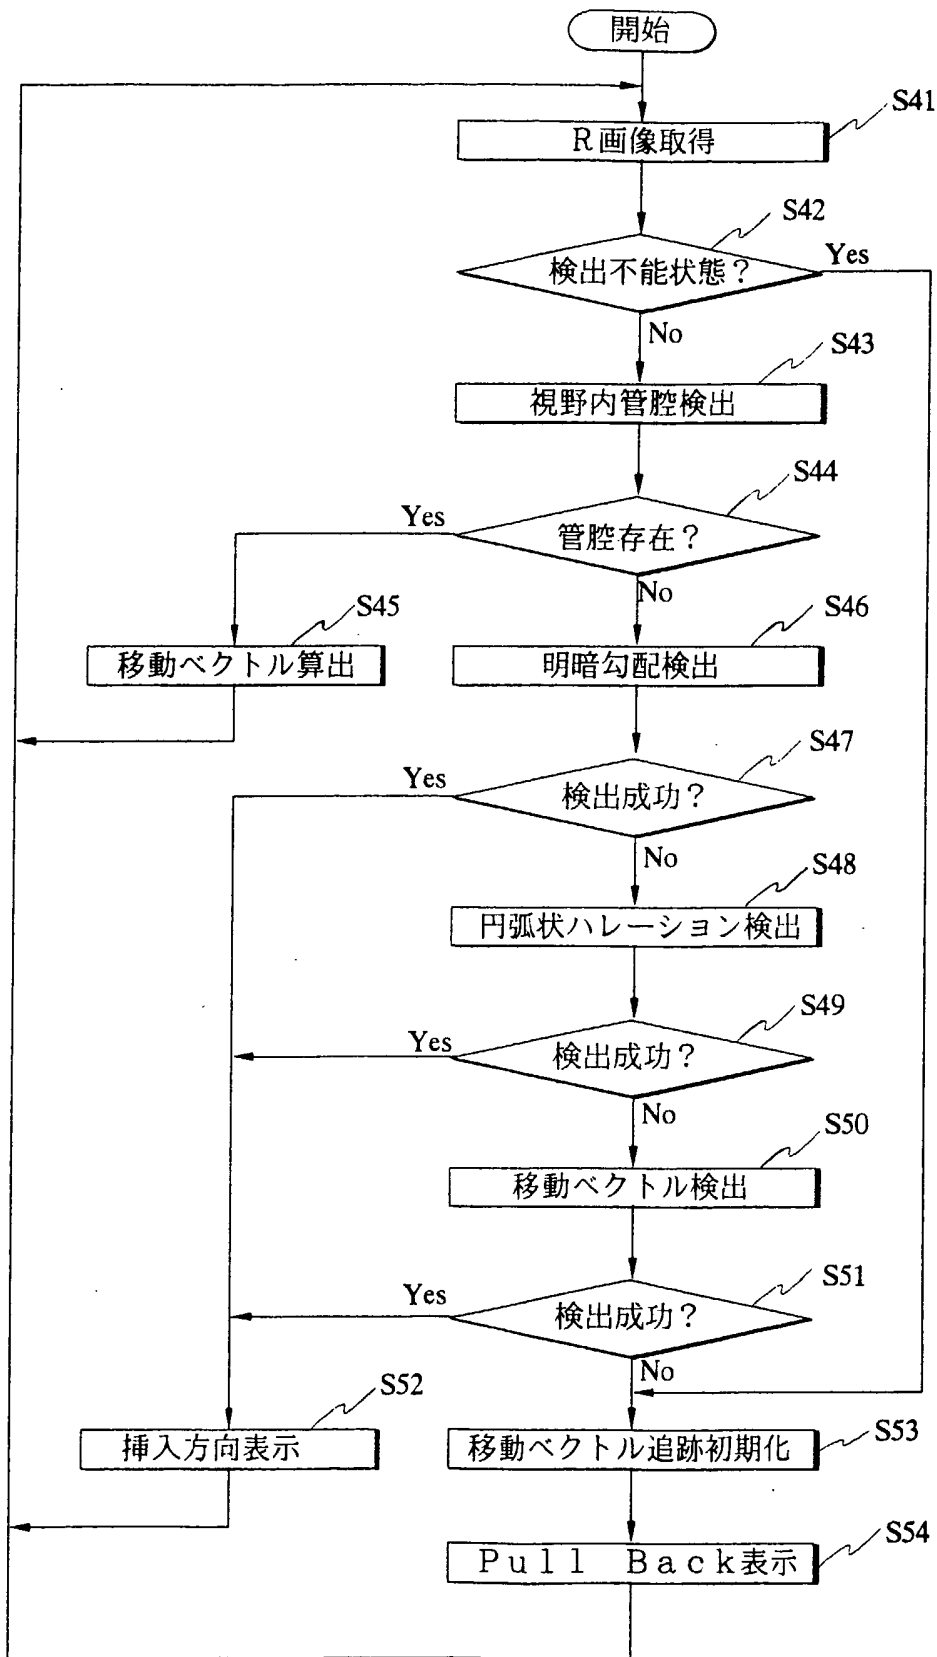 開始
S41
R画像取得
S42
検出不能状態?
Yes
No
S43
視野内管腔検出
S44
Yes
管腔存在?
No
S45
移動ベクトル算出
S46
明暗勾配検出
S47
Yes
検出成功?
No
S48
円弧状ハレーション検出
S49
Yes
検出成功?
No
S50
移動ベクトル検出
S51
Yes
検出成功?
No
S52
挿入方向表示
S53
移動ベクトル追跡初期化
S54
Pull Back表示